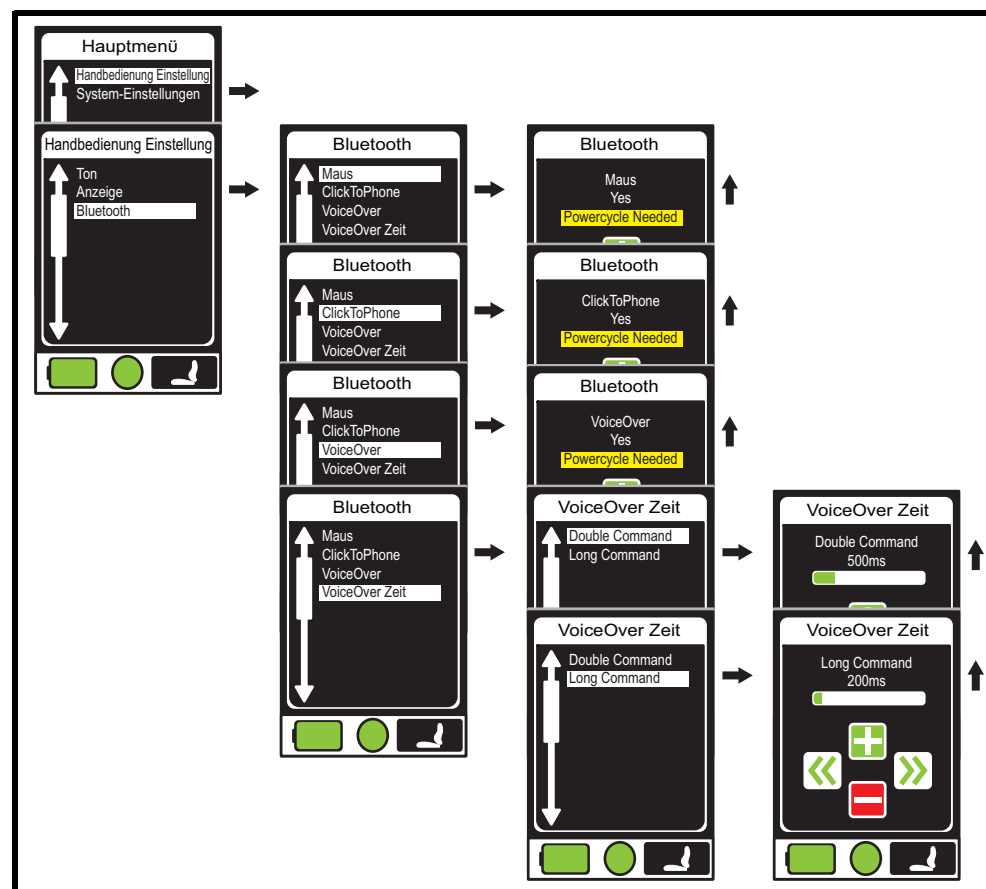 Hauptmenü
Handbedienung Einstellung
System-Einstellungen
Handbedienung Einstellung
Ton
Anzeige
Bluetooth
Bluetooth
Maus
ClickToPhone
VoiceOver
VoiceOver Zeit
Bluetooth
Maus
Yes
Powercycle Needed
Bluetooth
Maus
ClickToPhone
VoiceOver
VoiceOver Zeit
Bluetooth
ClickToPhone
Yes
Powercycle Needed
Bluetooth
Maus
ClickToPhone
VoiceOver
VoiceOver Zeit
Bluetooth
VoiceOver
Yes
Powercycle Needed
Bluetooth
Maus
ClickToPhone
VoiceOver
VoiceOver Zeit
VoiceOver Zeit
Double Command
Long Command
VoiceOver Zeit
Double Command
500ms
VoiceOver Zeit
Double Command
Long Command
VoiceOver Zeit
Long Command
200ms